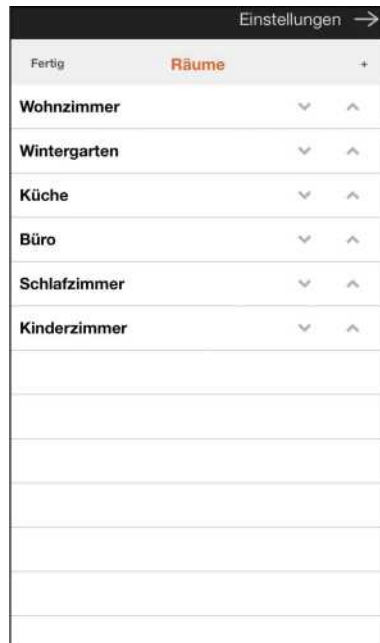 Einstellungen →
Fertig Räume +
Wohnzimmer
Wintergarten
Küche
Büro
Schlafzimmer
Kinderzimmer